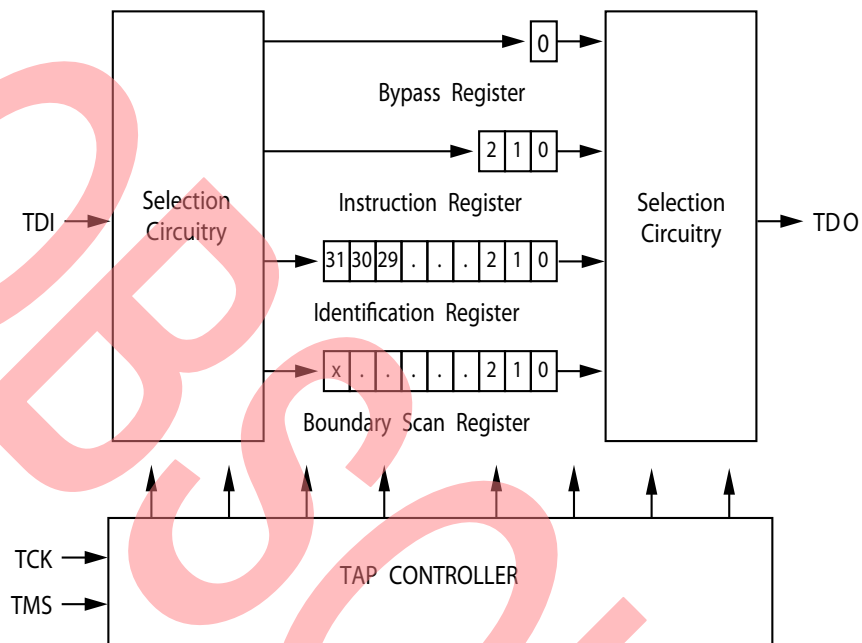 0
Bypass Register
2 1 0
Selection
Circuitry
Instruction Register
Selection
Circuitry
TDI
TDO
31 30 29 . . . 2 1 0
Identification Register
x . . . . . 2 1 0
Boundary Scan Register
TCK
TAP CONTROLLER
TMS